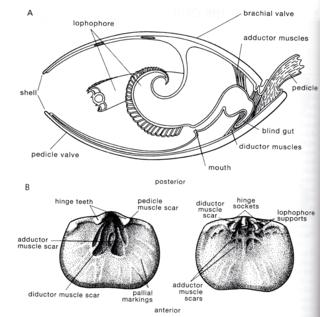 A
brachial valve
lophophore
adductor muscles
pedicle
shell
blind gut
diductor muscles
pedicle valve
mouth
posterior
B
hinge teeth
pedicle
muscle scar
diductor
muscle
scar
hinge
sockets
lophophore
supports
adductor
muscle scar
diductor muscle scar
pallial
markings
adductor
muscle
scars
anterior